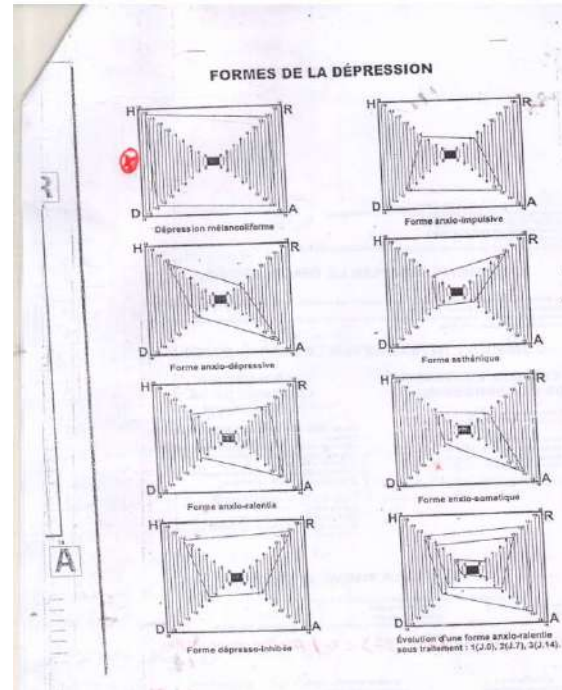 FORMES DE LA DÉPRESSION
H R
D A
Dépression mélancoliforme
H R
D A
Forme anxio-impulsive
H R
D A
Forme anxio-dépressive
H R
D A
Forme asthénique
H R
D A
Forme anxio-ralentie
H R
D A
Forme anxio-somatique
H R
D A
Forme dépresso-inhibée
H R
D A
Évolution d'une forme anxio-ralentie
sous traitement : 1(J.0), 2(J.7), 3(J.14).
A